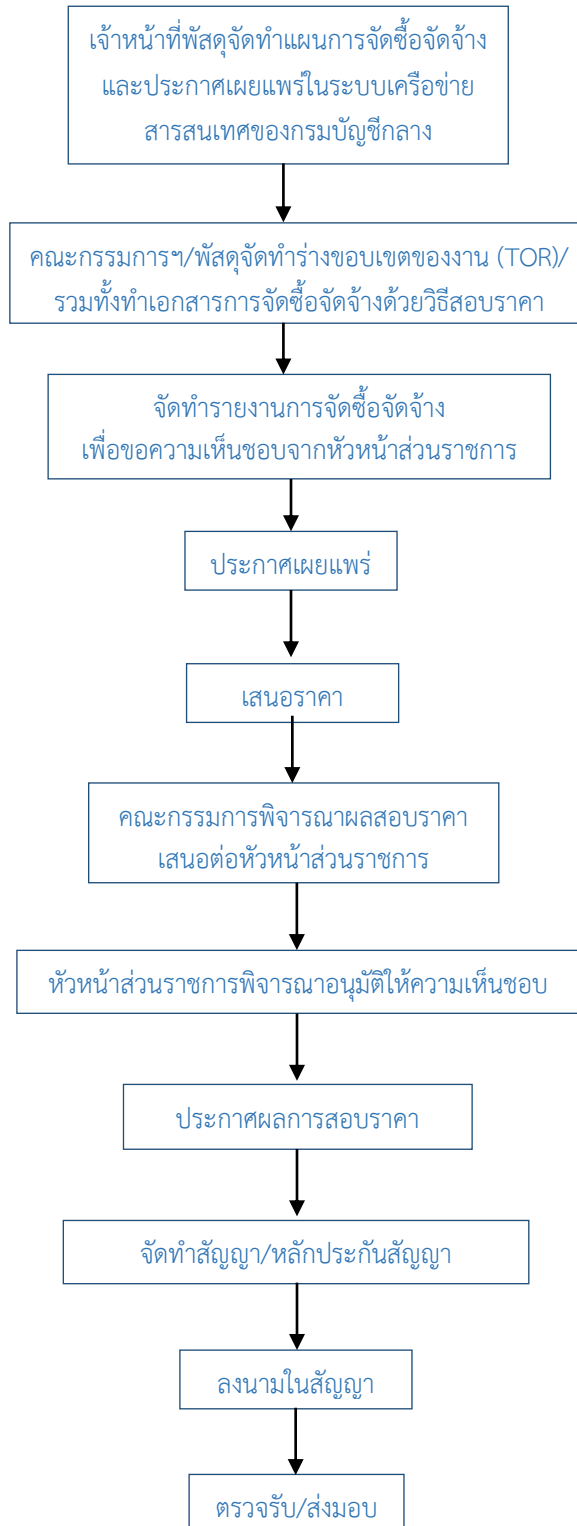 เจ้าหน้าที่พัสดุจัดทำแผนการจัดซื้อจัดจ้าง
และประกาศเผยแพร่ในระบบเครือข่าย
สารสนเทศของกรมบัญชีกลาง
คณะกรรมการฯ/พัสดุจัดทำร่างขอบเขตของงาน (TOR)/
รวมทั้งทำเอกสารการจัดซื้อจัดจ้างด้วยวิธีสอบราคา
จัดทำรายงานการจัดซื้อจัดจ้าง
เพื่อขอความเห็นชอบจากหัวหน้าส่วนราชการ
ประกาศเผยแพร่
เสนอราคา
คณะกรรมการพิจารณาผลสอบราคา
เสนอต่อหัวหน้าส่วนราชการ
หัวหน้าส่วนราชการพิจารณาอนุมัติให้ความเห็นชอบ
ประกาศผลการสอบราคา
จัดทำสัญญา/หลักประกันสัญญา
ลงนามในสัญญา
ตรวจรับ/ส่งมอบ